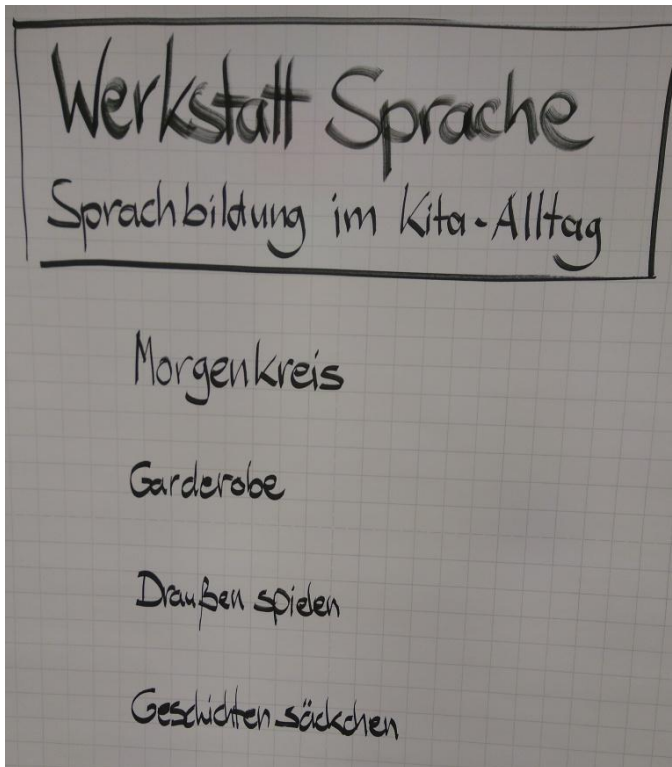 Werkstatt Sprache
Sprachbildung im Kita-Alltag
Morgenkreis
Garderobe
Draußen spielen
Geschichtensäckchen